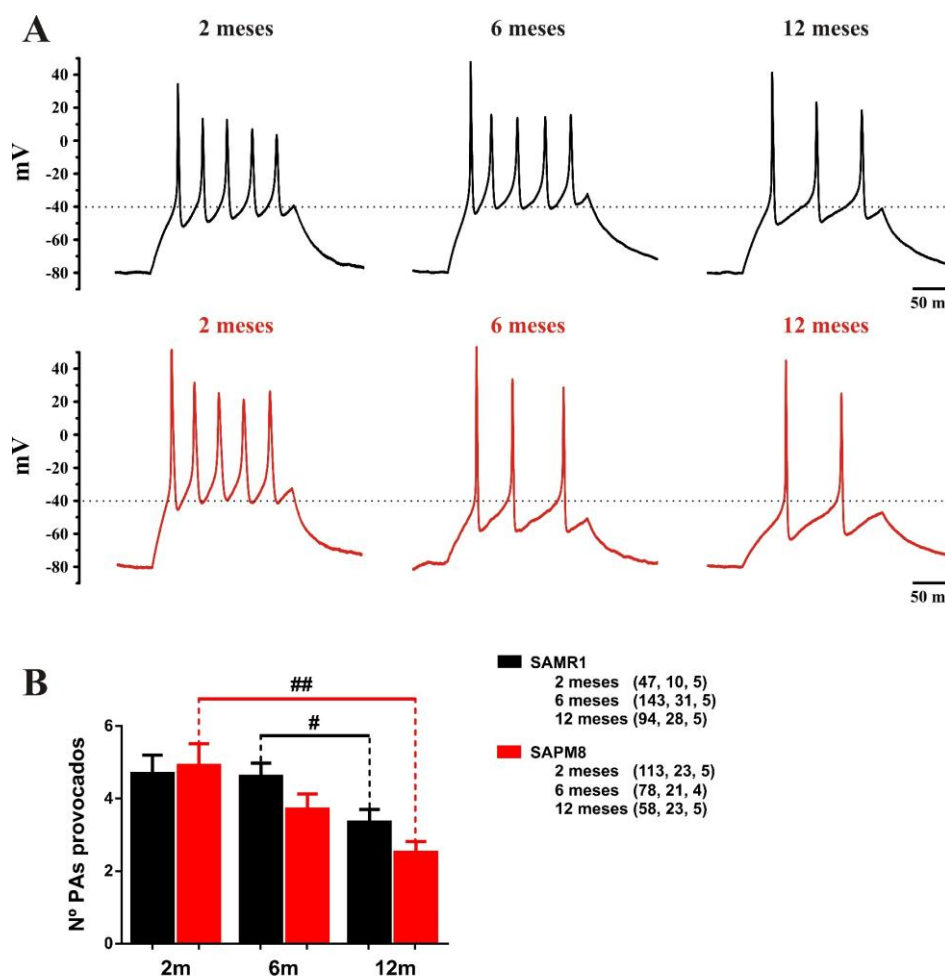 A
2 meses 6 meses 12 meses
40
20
0
-20
-40
-60
-80
mV
50 m
2 meses 6 meses 12 meses
40
20
0
-20
-40
-60
-80
mV
50 m
B
##
#
6
4
2
0
Nº PAs provocados
2m 6m 12m
SAMR1
2 meses (47, 10, 5)
6 meses (143, 31, 5)
12 meses (94, 28, 5)
SAPM8
2 meses (113, 23, 5)
6 meses (78, 21, 4)
12 meses (58, 23, 5)